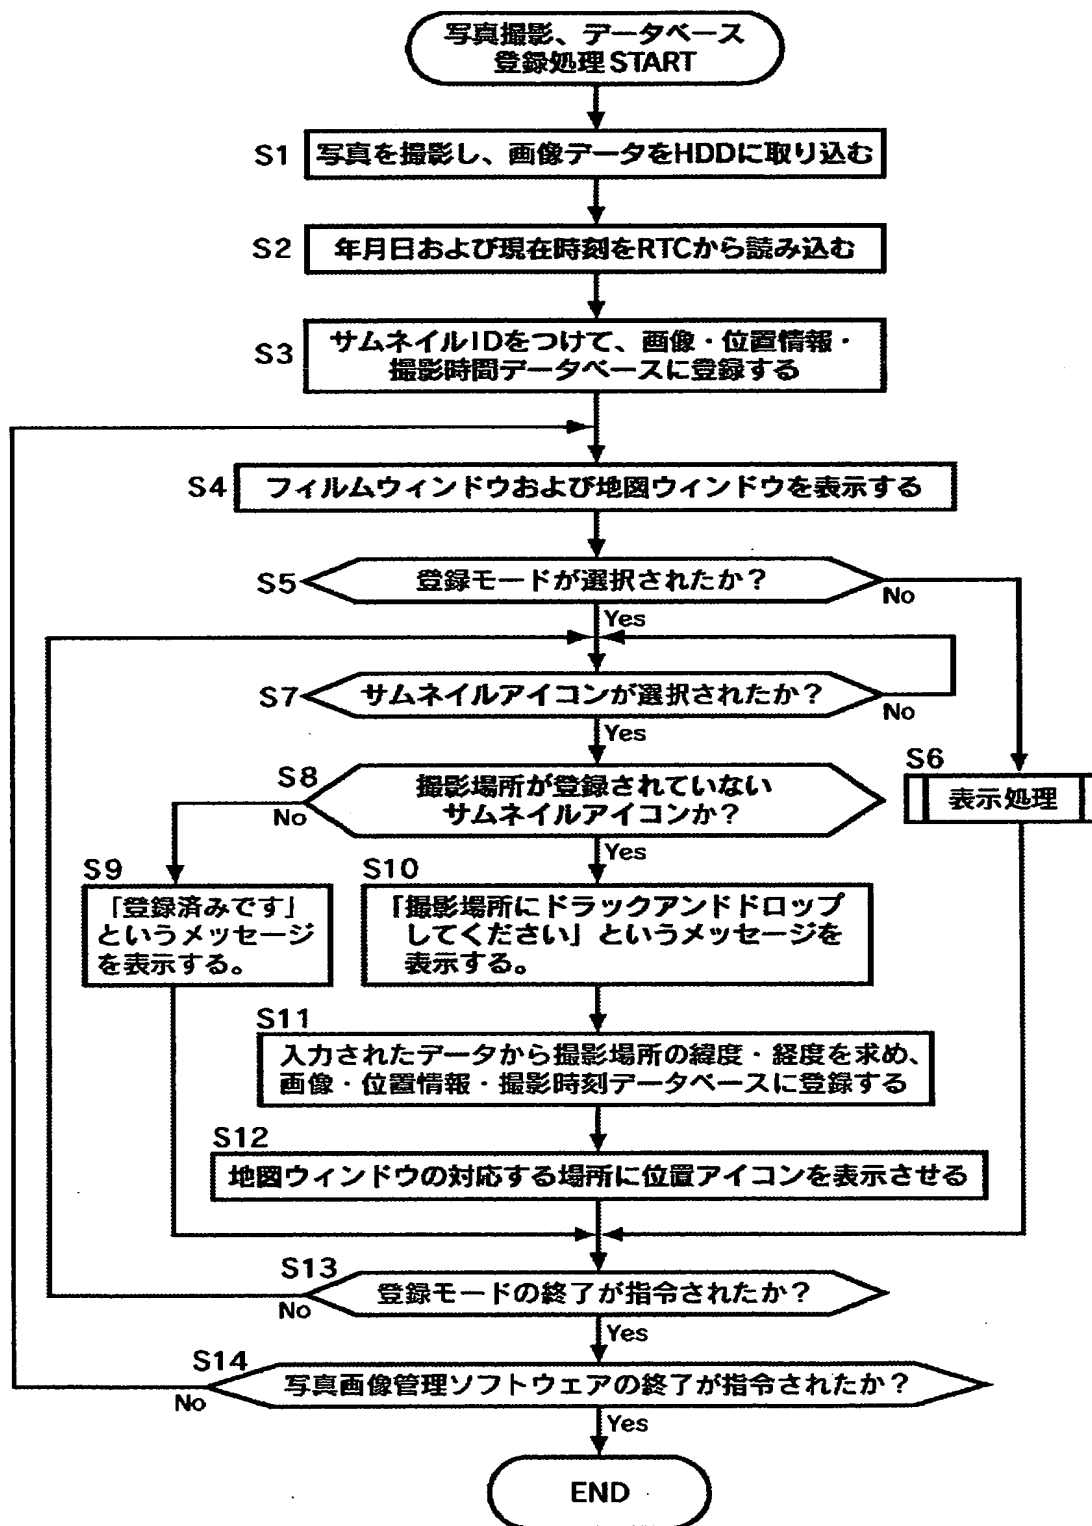 写真撮影、データベース
登録処理START
S1
写真を撮影し、画像データをHDDに取り込む
S2
年月日および現在時刻をRTCから読み込む
S3
サムネイルIDをつけて、画像・位置情報・
撮影時間データベースに登録する
S4
フィルムウィンドウおよび地図ウィンドウを表示する
S5
登録モードが選択されたか？
No
Yes
S7
サムネイルアイコンが選択されたか？
No
Yes
S6
表示処理
S8
撮影場所が登録されていない
サムネイルアイコンか？
No
Yes
S9
「登録済みです」
というメッセージ
を表示する。
S10
「撮影場所にドラックアンドドロップ
してください」というメッセージを
表示する。
S11
入力されたデータから撮影場所の緯度・経度を求め、
画像・位置情報・撮影時刻データベースに登録する
S12
地図ウィンドウの対応する場所に位置アイコンを表示させる
S13
登録モードの終了が指令されたか？
No
Yes
S14
写真画像管理ソフトウェアの終了が指令されたか？
No
Yes
END